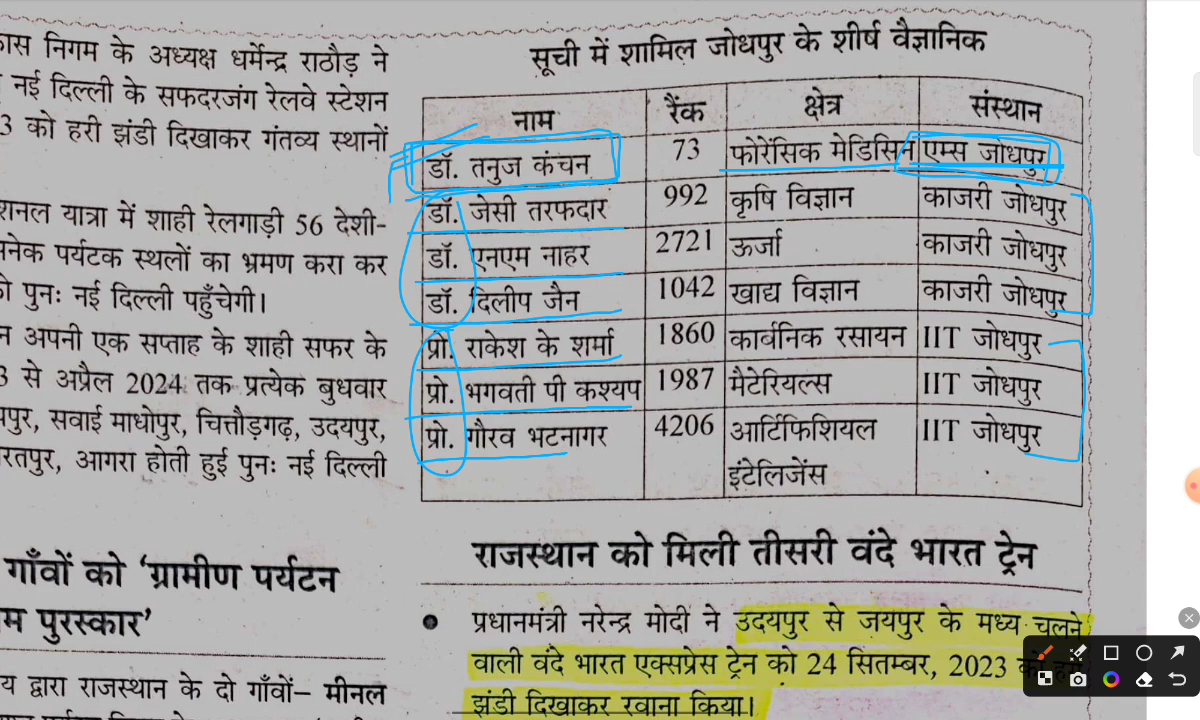 निगम के अध्यक्ष धर्मेन्द्र राठौड़ ने
नई दिल्ली के सफदरजंग रेलवे स्टेशन
3 को हरी झंडी दिखाकर गंतव्य स्थानों
यात्रा में शाही रेलगाड़ी 56 देशी-
पर्यटक स्थलों का भ्रमण करा कर
पुनः नई दिल्ली पहुँचेगी।
अपनी एक सप्ताह के शाही सफर के
3 से अप्रैल 2024 तक प्रत्येक बुधवार
सवाई माधोपुर, चित्तौड़गढ़, उदयपुर,
आगरा होती हुई पुनः नई दिल्ली
गाँवों को ‘ग्रामीण पर्यटन
पुरस्कार’
द्वारा राजस्थान के दो गाँवों– मीनल
सूची में शामिल जोधपुर के शीर्ष वैज्ञानिक
नाम रैंक क्षेत्र संस्थान
डॉ. तनुज कंचन 73 फोरेंसिक मेडिसिन एम्स जोधपुर
डॉ. जेसी तरफदार 992 कृषि विज्ञान काजरी जोधपुर
डॉ. एनएम नाहर 2721 ऊर्जा काजरी जोधपुर
डॉ. दिलीप जैन 1042 खाद्य विज्ञान काजरी जोधपुर
प्रो. राकेश के शर्मा 1860 कार्बनिक रसायन IIT जोधपुर
प्रो. भगवती पी कश्यप 1987 मैटेरियल्स IIT जोधपुर
प्रो. गौरव भटनागर 4206 आर्टिफिशियल IIT जोधपुर
इंटेलिजेंस
राजस्थान को मिली तीसरी वंदे भारत ट्रेन
● प्रधानमंत्री नरेन्द्र मोदी ने उदयपुर से जयपुर के मध्य चलने
वाली वंदे भारत एक्सप्रेस ट्रेन को 24 सितम्बर, 2023 को हरी
झंडी दिखाकर रवाना किया।